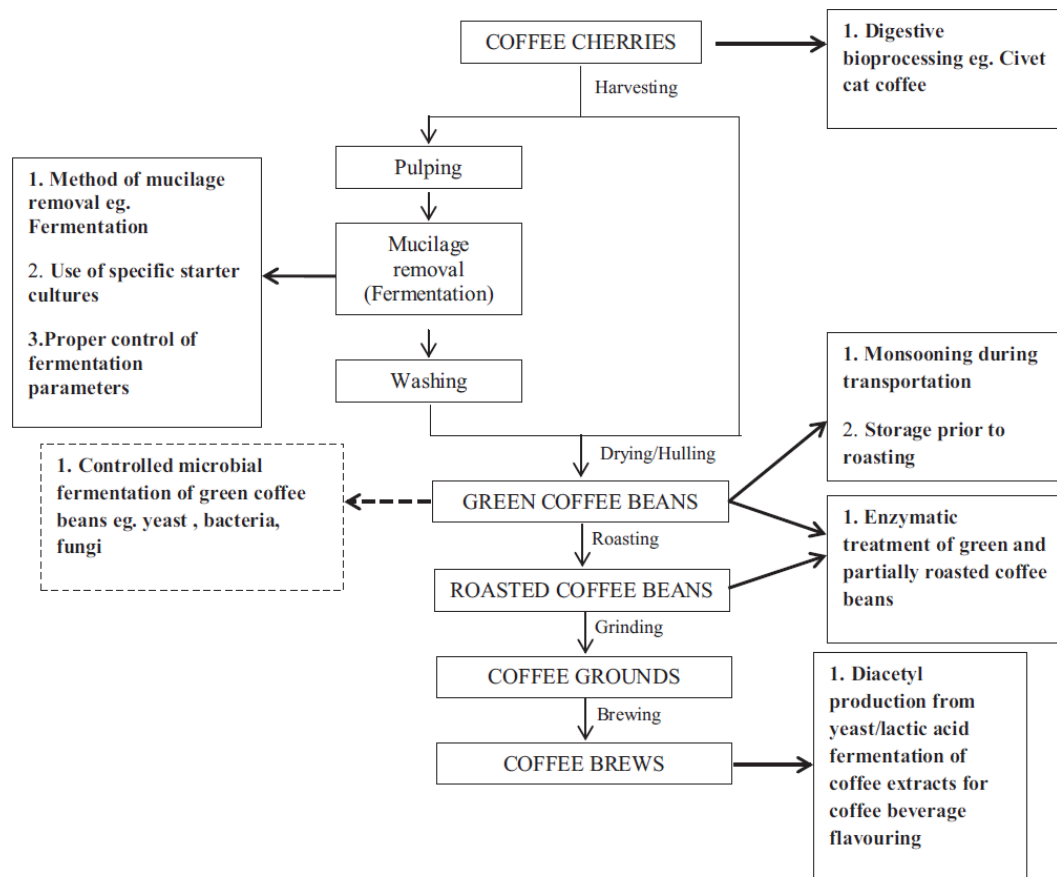 COFFEE CHERRIES
1. Digestive
bioprocessing eg. Civet
cat coffee
Harvesting
Pulping
1. Method of mucilage
removal eg.
Fermentation
2. Use of specific starter
cultures
3.Proper control of
fermentation
parameters
Mucilage
removal
(Fermentation)
Washing
1. Monsooning during
transportation
2. Storage prior to
roasting
Drying/Hulling
1. Controlled microbial
fermentation of green coffee
beans eg. yeast , bacteria,
fungi
GREEN COFFEE BEANS
Roasting
1. Enzymatic
treatment of green and
partially roasted coffee
beans
ROASTED COFFEE BEANS
Grinding
COFFEE GROUNDS
Brewing
COFFEE BREWS
1. Diacetyl
production from
yeast/lactic acid
fermentation of
coffee extracts for
coffee beverage
flavouring